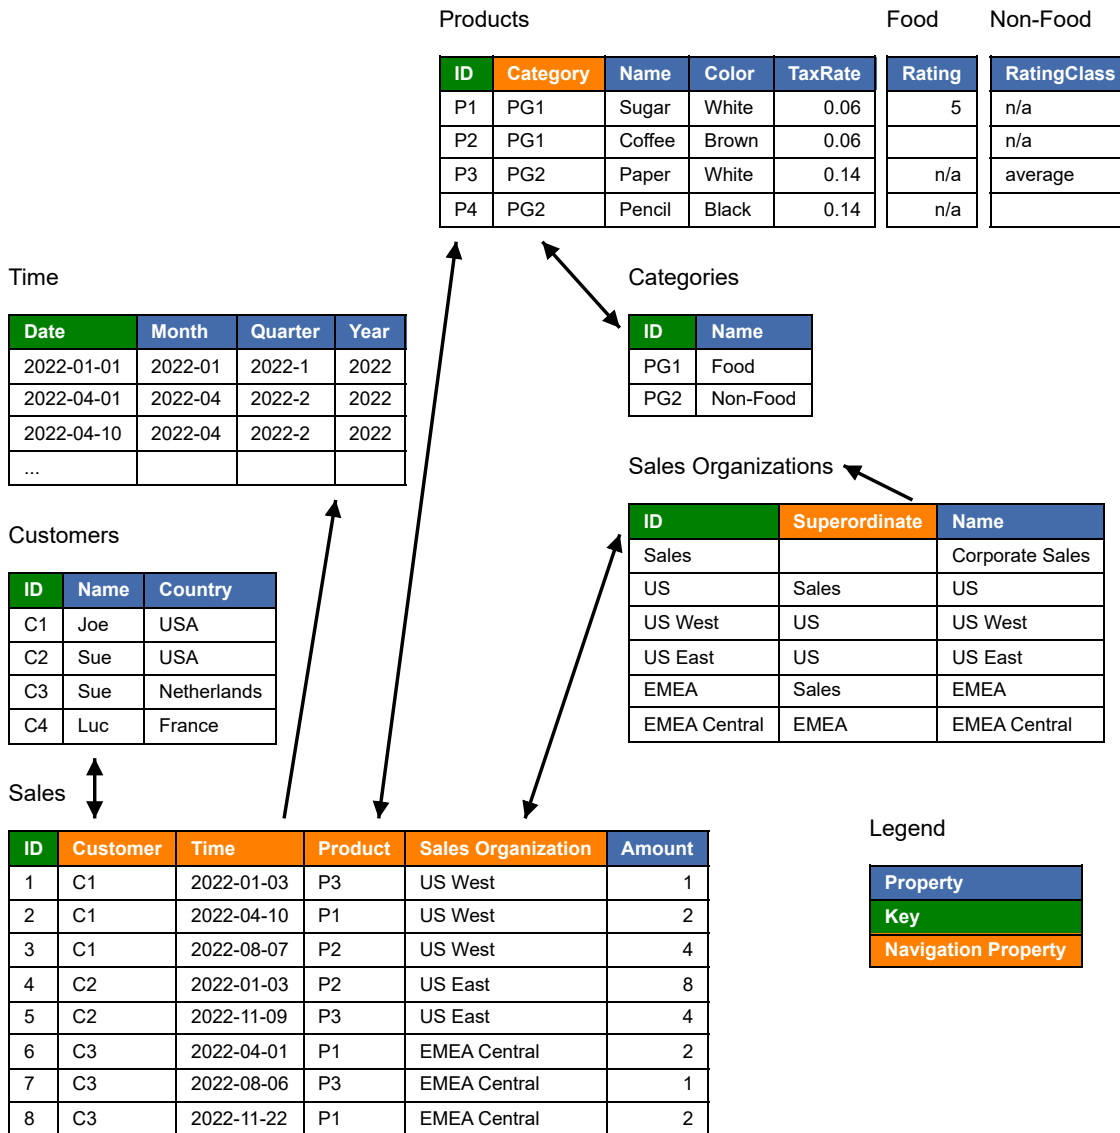 Products Food Non-Food
ID Category Name Color TaxRate Rating RatingClass
P1 PG1 Sugar White 0.06 5 n/a
P2 PG1 Coffee Brown 0.06 n/a
P3 PG2 Paper White 0.14 n/a average
P4 PG2 Pencil Black 0.14 n/a
Time
Date Month Quarter Year
2022-01-01 2022-01 2022-1 2022
2022-04-01 2022-04 2022-2 2022
2022-04-10 2022-04 2022-2 2022
...
Categories
ID Name
PG1 Food
PG2 Non-Food
Sales Organizations
ID Superordinate Name
Sales Corporate Sales
US Sales US
US West US US West
US East US US East
EMEA Sales EMEA
EMEA Central EMEA EMEA Central
Customers
ID Name Country
C1 Joe USA
C2 Sue USA
C3 Sue Netherlands
C4 Luc France
Sales
ID Customer Time Product Sales Organization Amount
1 C1 2022-01-03 P3 US West 1
2 C1 2022-04-10 P1 US West 2
3 C1 2022-08-07 P2 US West 4
4 C2 2022-01-03 P2 US East 8
5 C2 2022-11-09 P3 US East 4
6 C3 2022-04-01 P1 EMEA Central 2
7 C3 2022-08-06 P3 EMEA Central 1
8 C3 2022-11-22 P1 EMEA Central 2
Legend
Property
Key
Navigation Property